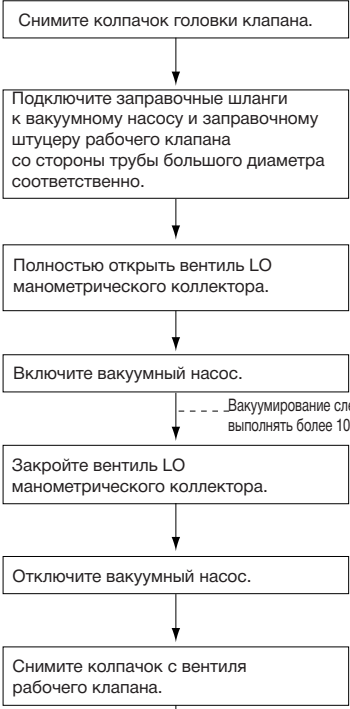 Снимите колпачок головки клапана.
Подключите заправочные шланги
к вакуумному насосу и заправочному
штуцеру рабочего клапана
со стороны трубы большого диаметра
соответственно.
Полностью открыть вентиль LO
манометрического коллектора.
Включите вакуумный насос.
Вакуумирование
выполнять более 10
Закройте вентиль LO
манометрического коллектора.
Отключите вакуумный насос.
Снимите колпачок с вентиля
рабочего клапана.